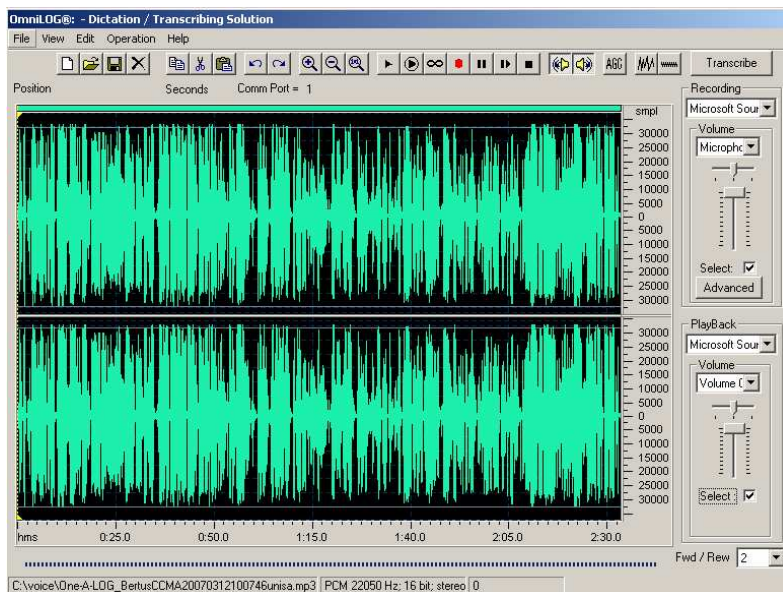 OmniLOG®: - Dictation / Transcribing Solution
File View Edit Operation Help
AGC Transcribe
Position Seconds Comm Port = 1
Recording
Microsoft Sour
Volume
Micropho
Select:
Advanced
smpl
30000
25000
20000
15000
10000
5000
0
5000
10000
15000
20000
25000
30000
PlayBack
Microsoft Sour
Volume
Volume C
Select :
30000
25000
20000
15000
10000
5000
0
5000
10000
15000
20000
25000
30000
hms 0:25.0 0:50.0 1:15.0 1:40.0 2:05.0 2:30.0
Fwd / Rew 2
C:\voice\One-A-LOG_BertusCCMA20070312100746unisa.mp3 PCM 22050 Hz; 16 bit; stereo 0